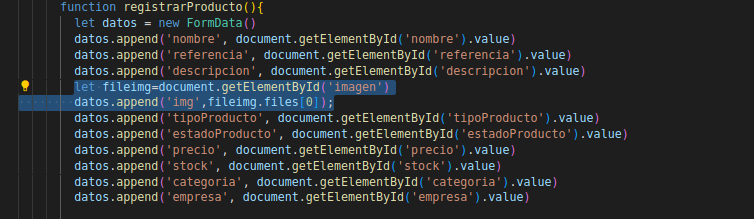 function registrarProducto(){
let datos = new FormData()
datos.append('nombre', document.getElementById('nombre').value)
datos.append('referencia', document.getElementById('referencia').value)
datos.append('descripcion', document.getElementById('descripcion').value)
let fileimg=document.getElementById('imagen')
datos.append('img',fileimg.files[0]);
datos.append('tipoProducto', document.getElementById('tipoProducto').value)
datos.append('estadoProducto', document.getElementById('estadoProducto').value)
datos.append('precio', document.getElementById('precio').value)
datos.append('stock', document.getElementById('stock').value)
datos.append('categoria', document.getElementById('categoria').value)
datos.append('empresa', document.getElementById('empresa').value)